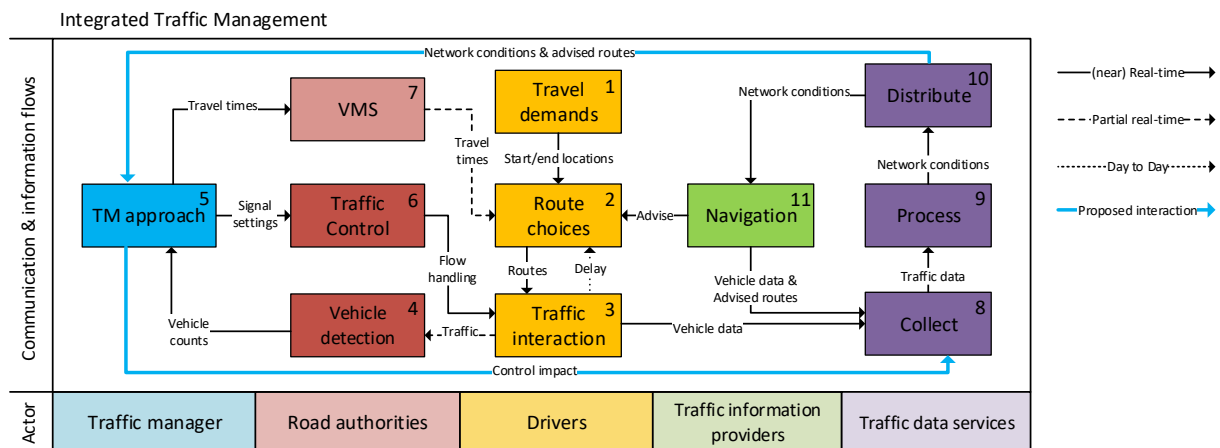 Integrated Traffic Management
Communication & information flows
Network conditions & advised routes
7
VMS
1
Travel
demands
10
Distribute
Travel times
Network conditions
Travel
times
Start/end locations
Network conditions
5
TM approach
Signal
settings
6
Traffic
Control
2
Route
choices
Advise
11
Navigation
9
Process
Flow
handling
Routes
Delay
Vehicle data &
Advised routes
Traffic data
Vehicle
counts
4
Vehicle
detection
Traffic
3
Traffic
interaction
Vehicle data
8
Collect
Control impact
(near) Real-time
Partial real-time
Day to Day
Proposed interaction
Actor
Traffic manager
Road authorities
Drivers
Traffic information
providers
Traffic data services